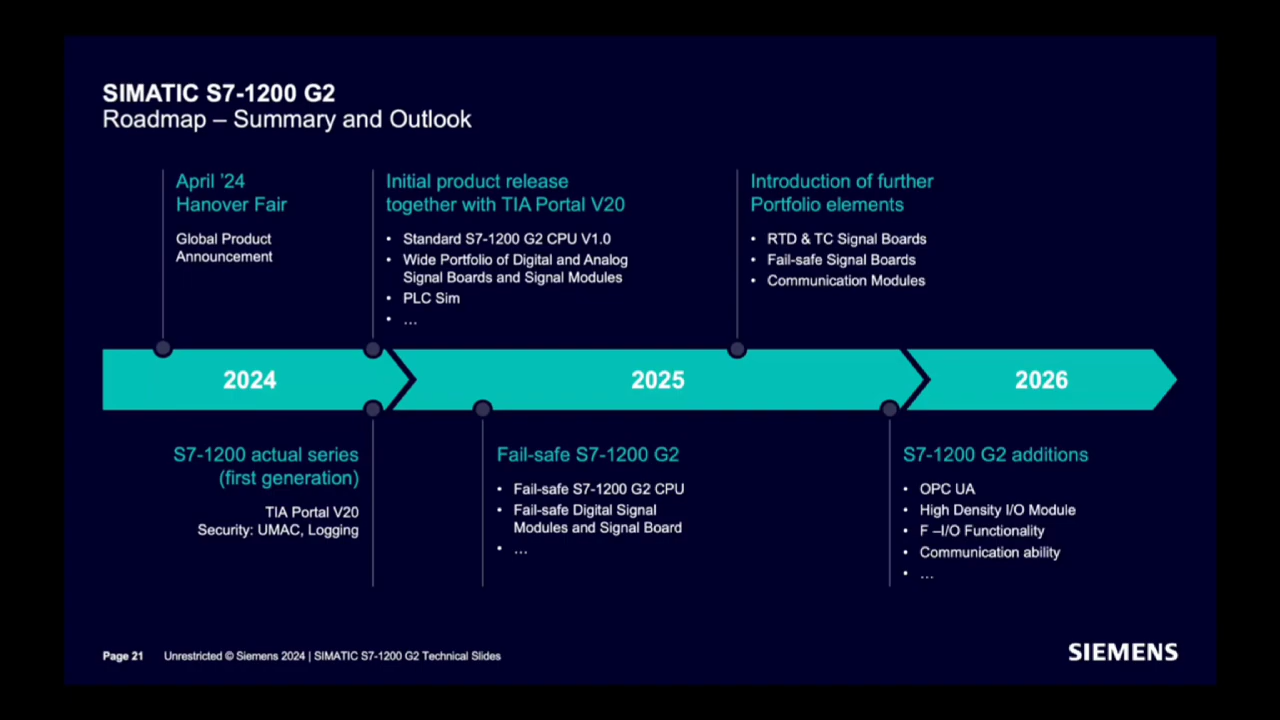 SIMATIC S7-1200 G2
Roadmap – Summary and Outlook
April '24
Hanover Fair
Global Product
Announcement
Initial product release
together with TIA Portal V20
• Standard S7-1200 G2 CPU V1.0
• Wide Portfolio of Digital and Analog
Signal Boards and Signal Modules
• PLC Sim
• ...
Introduction of further
Portfolio elements
• RTD & TC Signal Boards
• Fail-safe Signal Boards
• Communication Modules
2024
2025
2026
S7-1200 actual series
(first generation)
TIA Portal V20
Security: UMAC, Logging
Fail-safe S7-1200 G2
• Fail-safe S7-1200 G2 CPU
• Fail-safe Digital Signal
Modules and Signal Board
• ...
S7-1200 G2 additions
• OPC UA
• High Density I/O Module
• F –I/O Functionality
• Communication ability
• ...
Page 21 Unrestricted © Siemens 2024 | SIMATIC S7-1200 G2 Technical Slides
SIEMENS